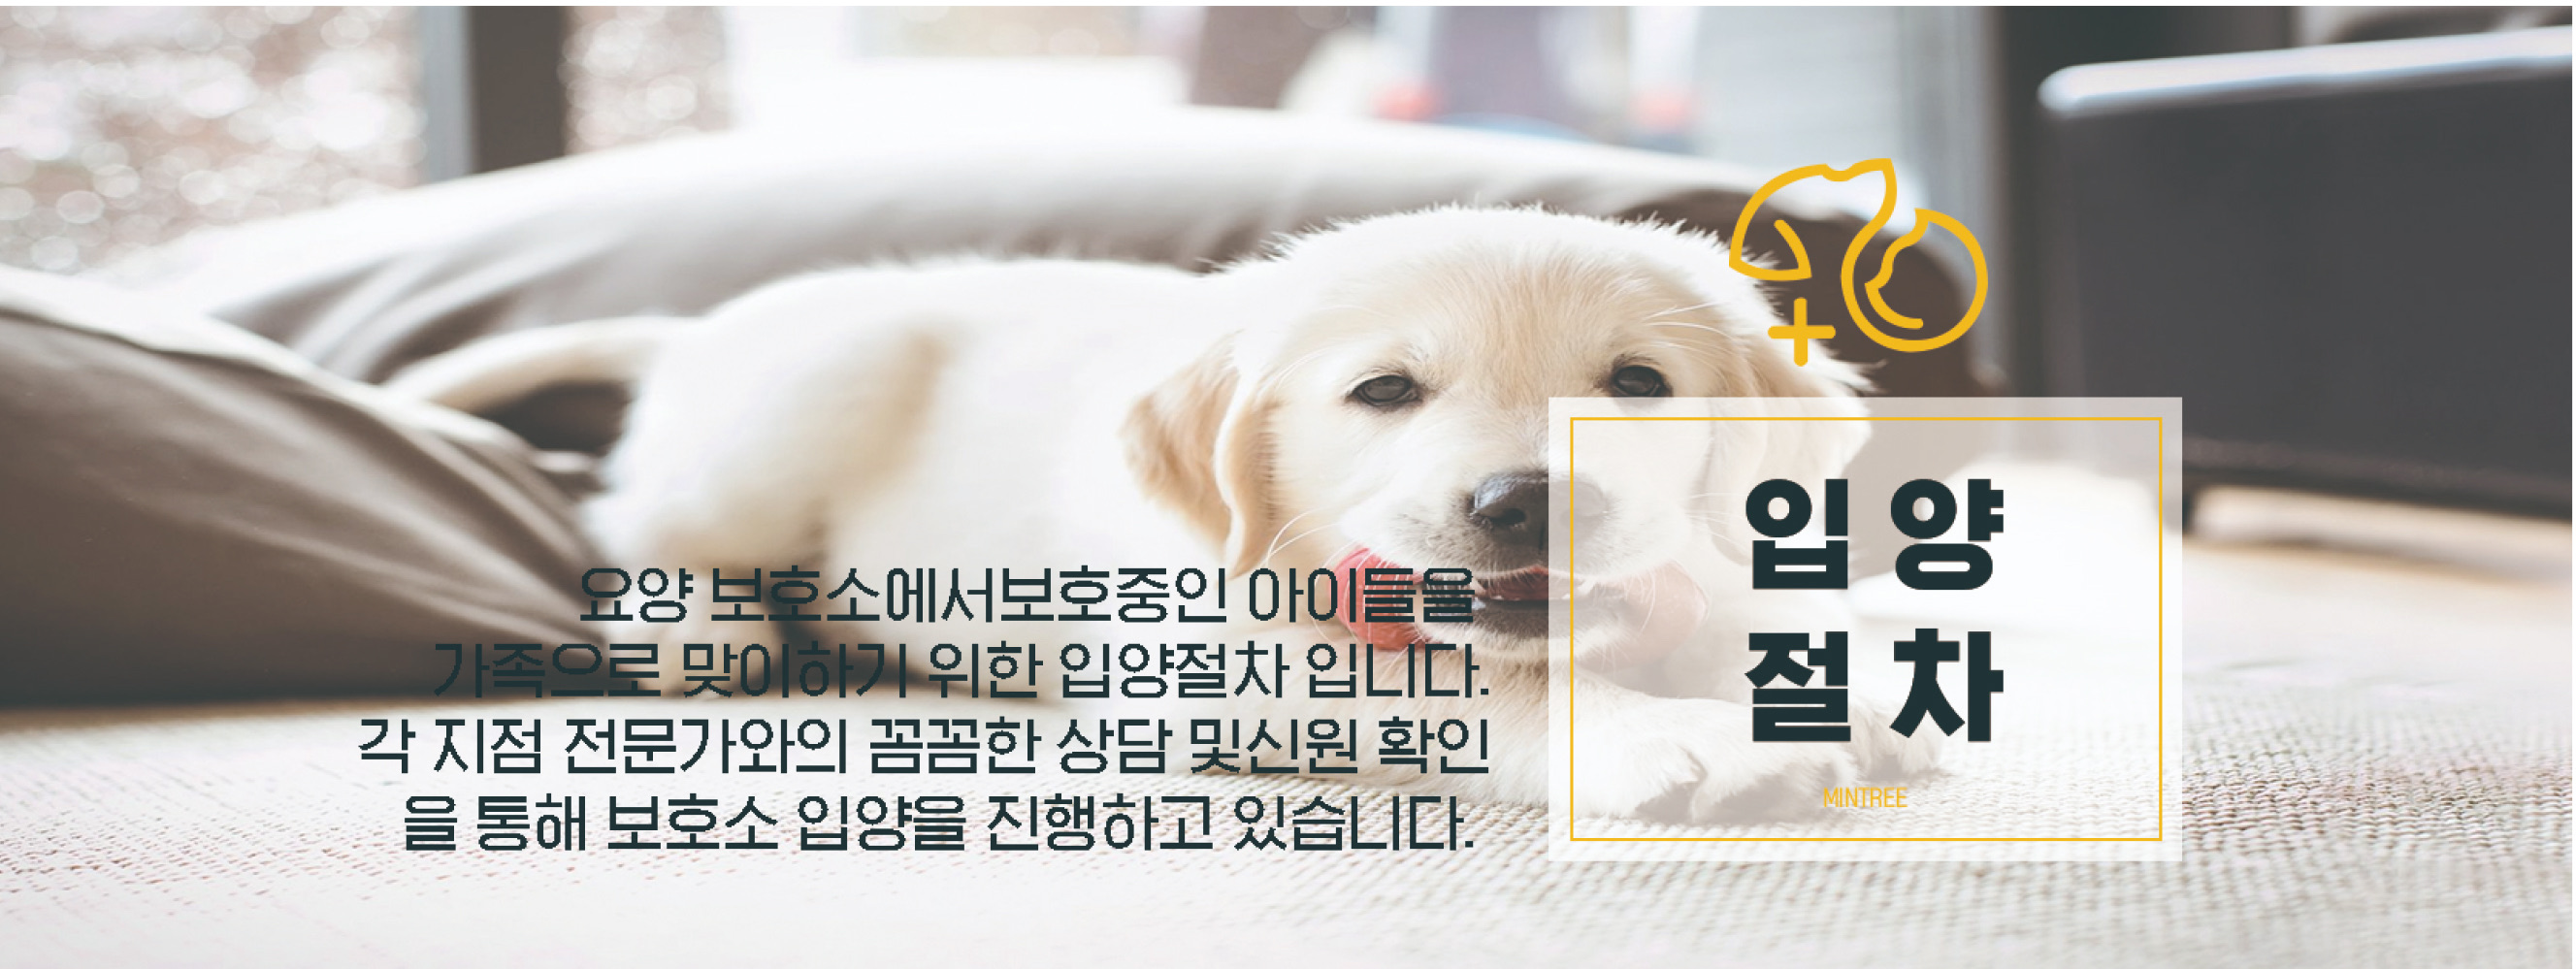 요양 보호소에서보호중인 아이들을
가족으로 맞이하기 위한 입양절차 입니다.
각 지점 전문가와의 꼼꼼한 상담 및신원 확인
을 통해 보호소 입양을 진행하고 있습니다.
입양
절차
MINTREE